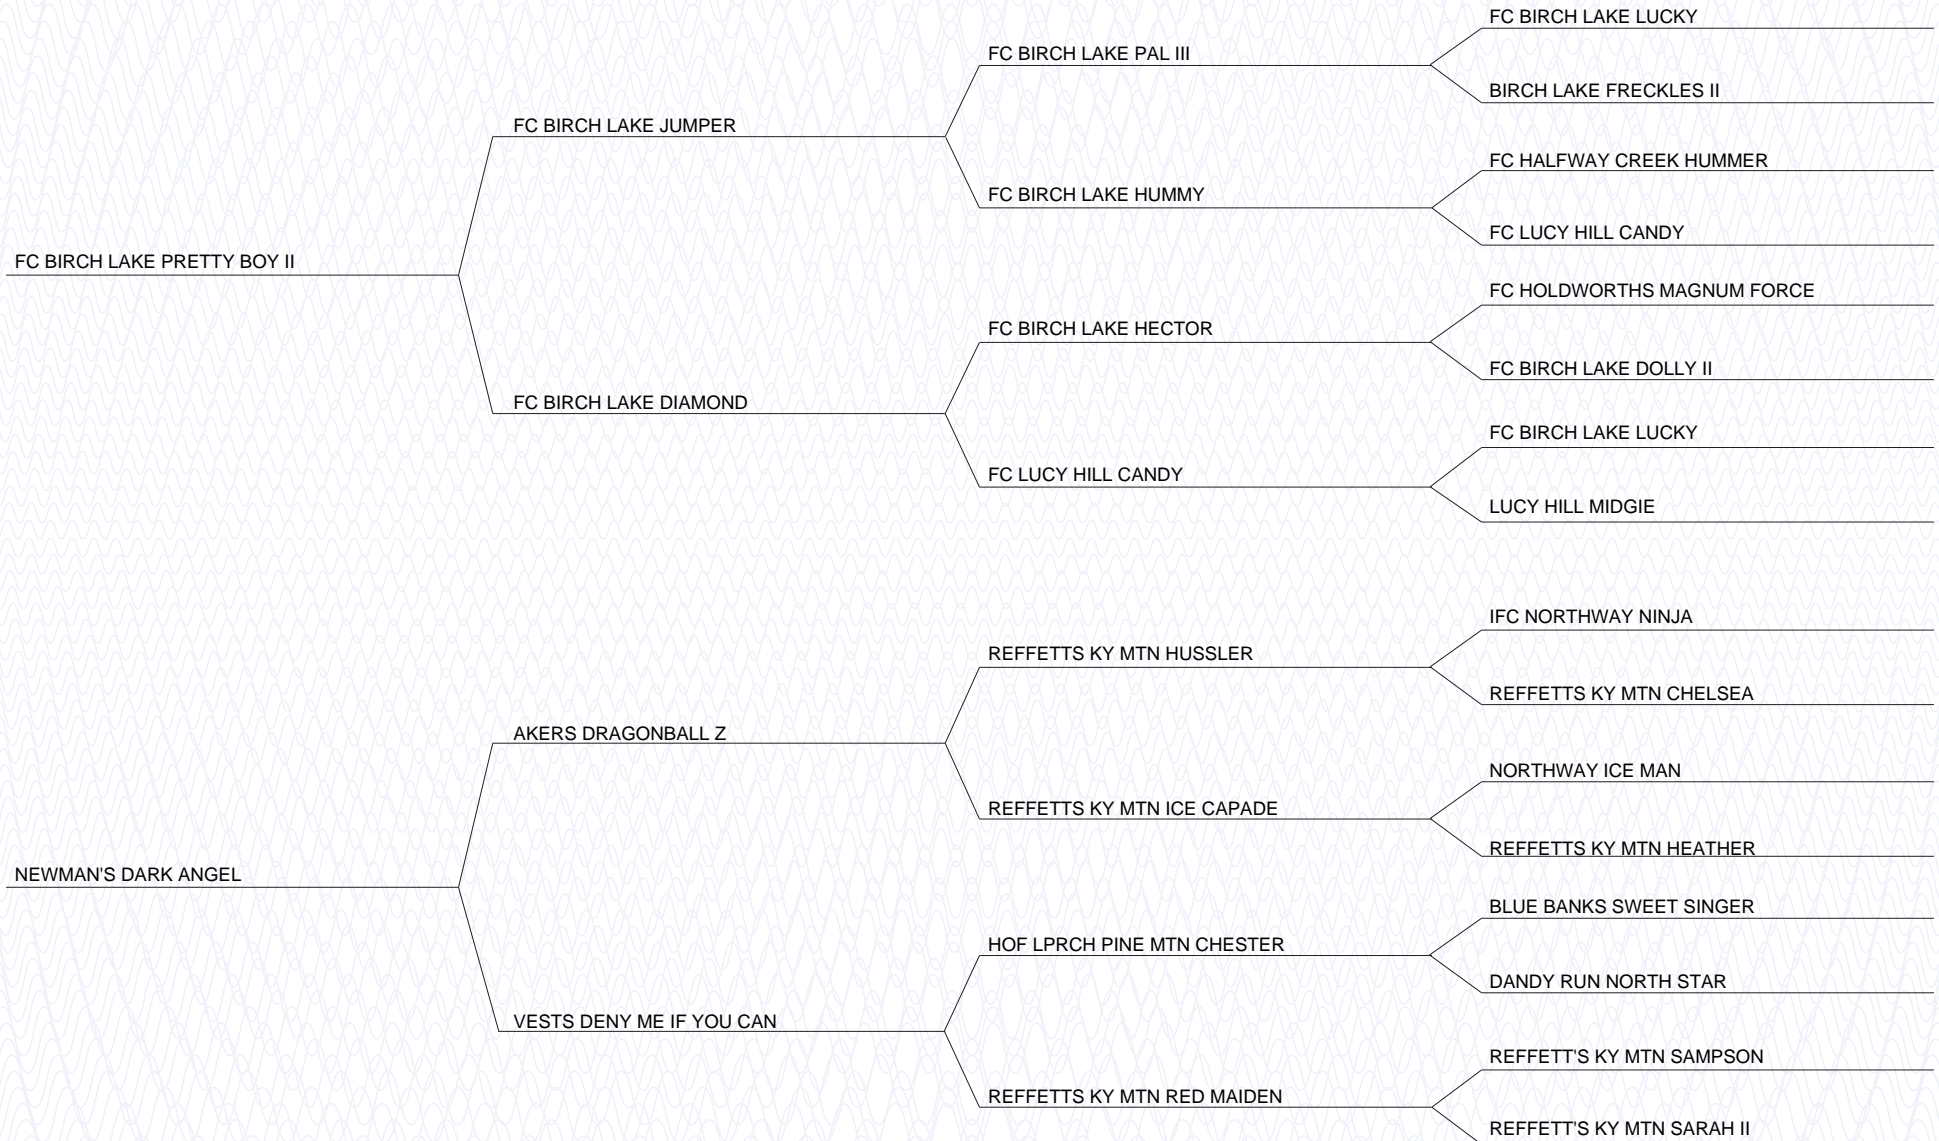 FC BIRCH LAKE LUCKY
FC BIRCH LAKE PAL III
BIRCH LAKE FRECKLES II
FC BIRCH LAKE JUMPER
FC HALFWAY CREEK HUMMER
FC BIRCH LAKE HUMMY
FC LUCY HILL CANDY
FC BIRCH LAKE PRETTY BOY II
FC HOLDWORTHS MAGNUM FORCE
FC BIRCH LAKE HECTOR
FC BIRCH LAKE DOLLY II
FC BIRCH LAKE DIAMOND
FC BIRCH LAKE LUCKY
FC LUCY HILL CANDY
LUCY HILL MIDGIE
IFC NORTHWAY NINJA
REFFETTS KY MTN HUSSLER
REFFETTS KY MTN CHELSEA
AKERS DRAGONBALL Z
NORTHWAY ICE MAN
REFFETTS KY MTN ICE CAPADE
REFFETTS KY MTN HEATHER
NEWMAN'S DARK ANGEL
BLUE BANKS SWEET SINGER
HOF LPRCH PINE MTN CHESTER
DANDY RUN NORTH STAR
VESTS DENY ME IF YOU CAN
REFFETT'S KY MTN SAMPSON
REFFETTS KY MTN RED MAIDEN
REFFETT'S KY MTN SARAH II